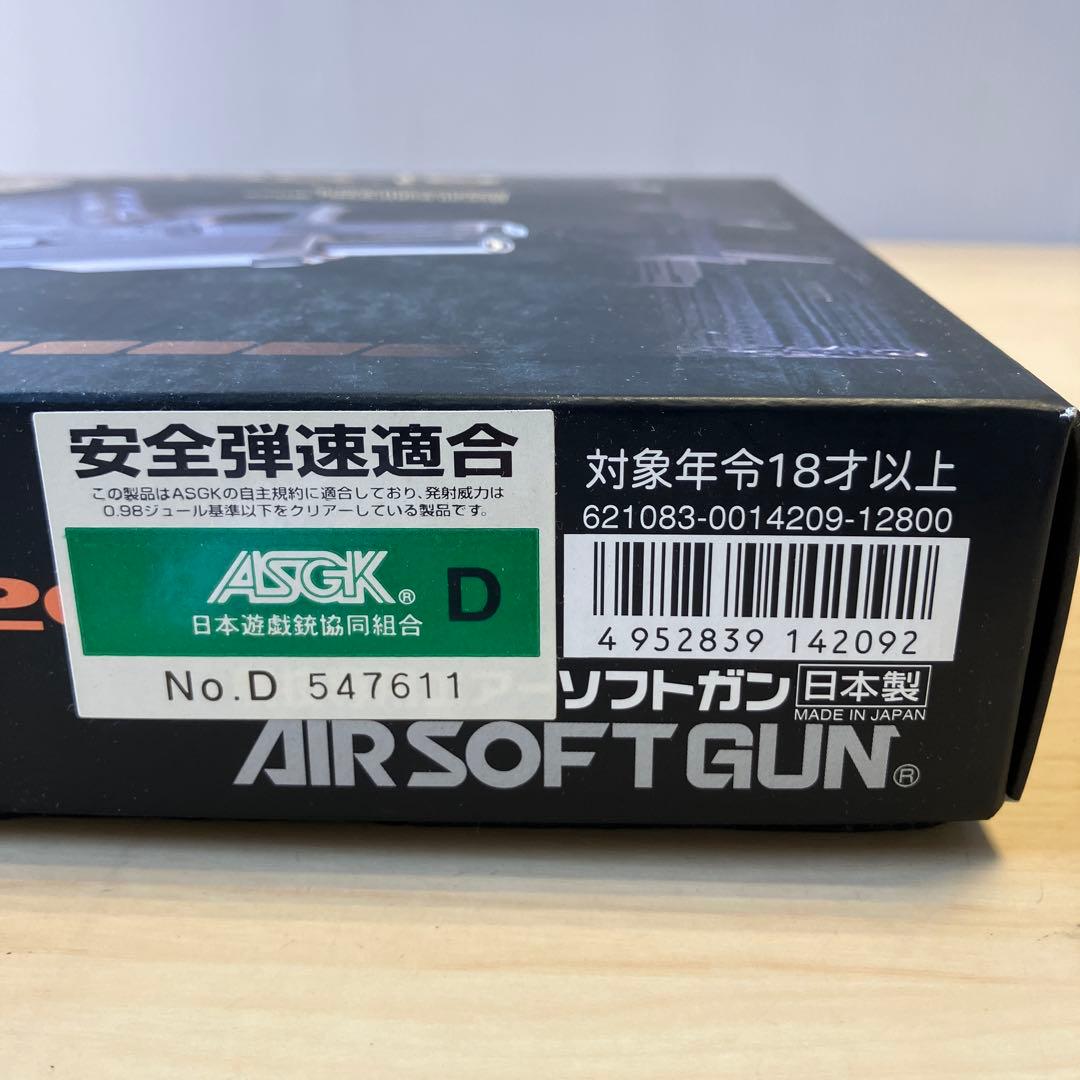 安全弾速適合
この製品はASGKの自主規約に適合しており、発射威力は
0.98ジュール基準以下をクリアーしている製品です。
ASGK® D
日本遊戯銃協同組合
No.D 547611
対象年令18才以上
621083-0014209-12800
4 952839 142092
アーソフトガン 日本製
MADE IN JAPAN
AIRSOFTGUN®